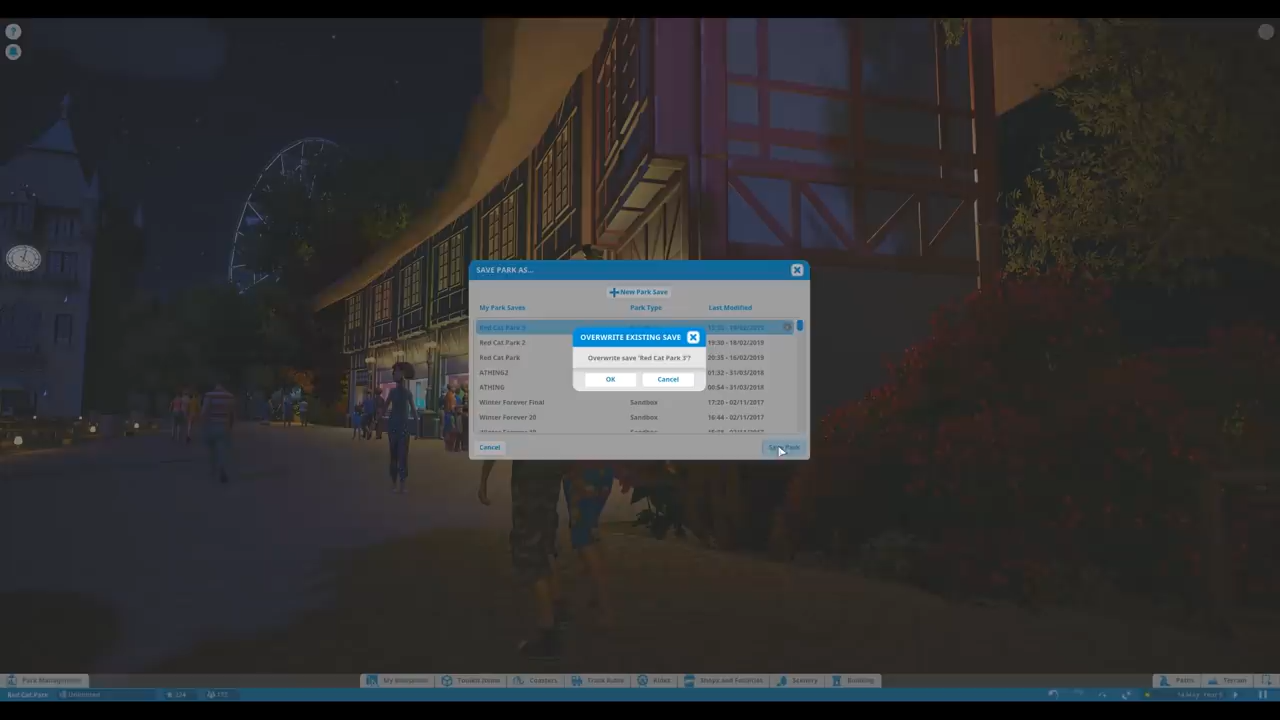 ?
SAVE PARK AS...
New Park Save
My Park Saves Park Type Last Modified
Red Cat Park 3
Red Cat Park 2 19:30 - 18/02/2019
Red Cat Park 20:35 - 16/02/2019
ATHING2 01:32 - 31/03/2018
ATHING 00:54 - 31/03/2018
Winter Forever Final Sandbox 17:20 - 02/11/2017
Winter Forever 20 Sandbox 16:44 - 02/11/2017
OVERWRITE EXISTING SAVE
Overwrite save 'Red Cat Park 3'?
OK Cancel
Cancel Save Park
Park Management My Blueprints Coasters Track Rides Rides Shops and Facilities Scenery Building Paths Terrain
Red Cat Park Unlimited